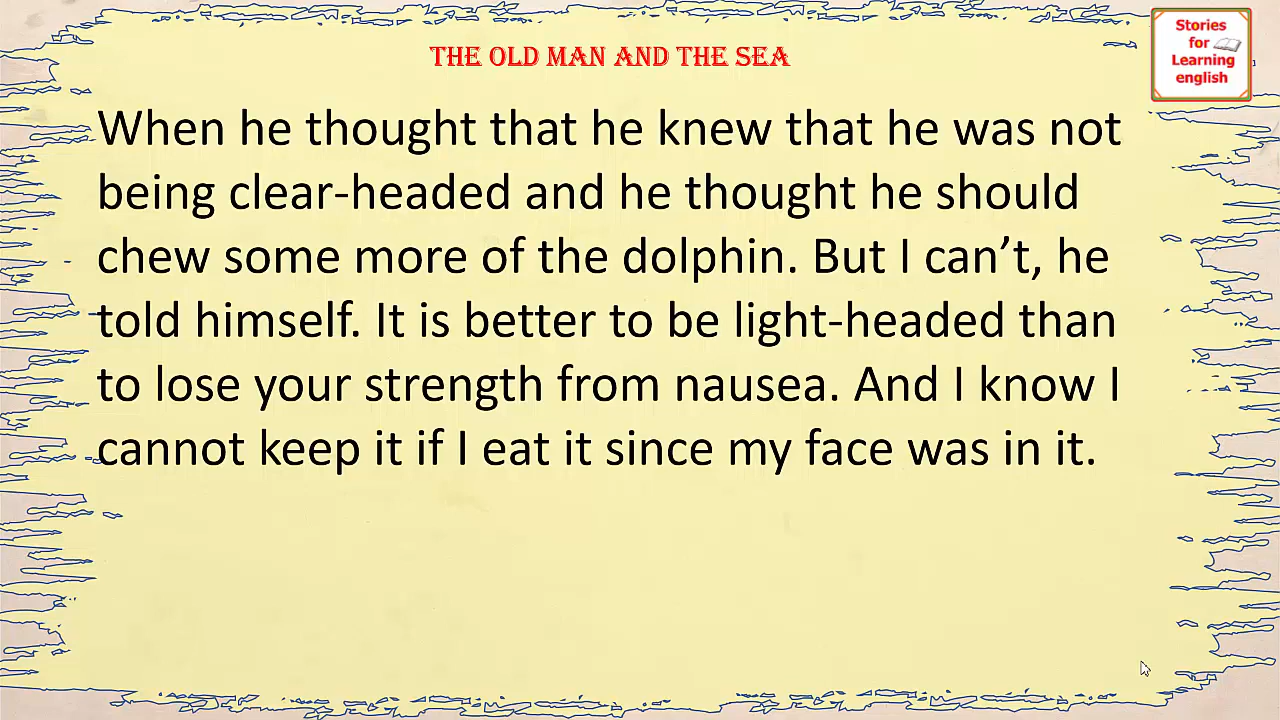 THE OLD MAN AND THE SEA
Stories
for
Learning
english
When he thought that he knew that he was not
being clear-headed and he thought he should
chew some more of the dolphin. But I can’t, he
told himself. It is better to be light-headed than
to lose your strength from nausea. And I know I
cannot keep it if I eat it since my face was in it.